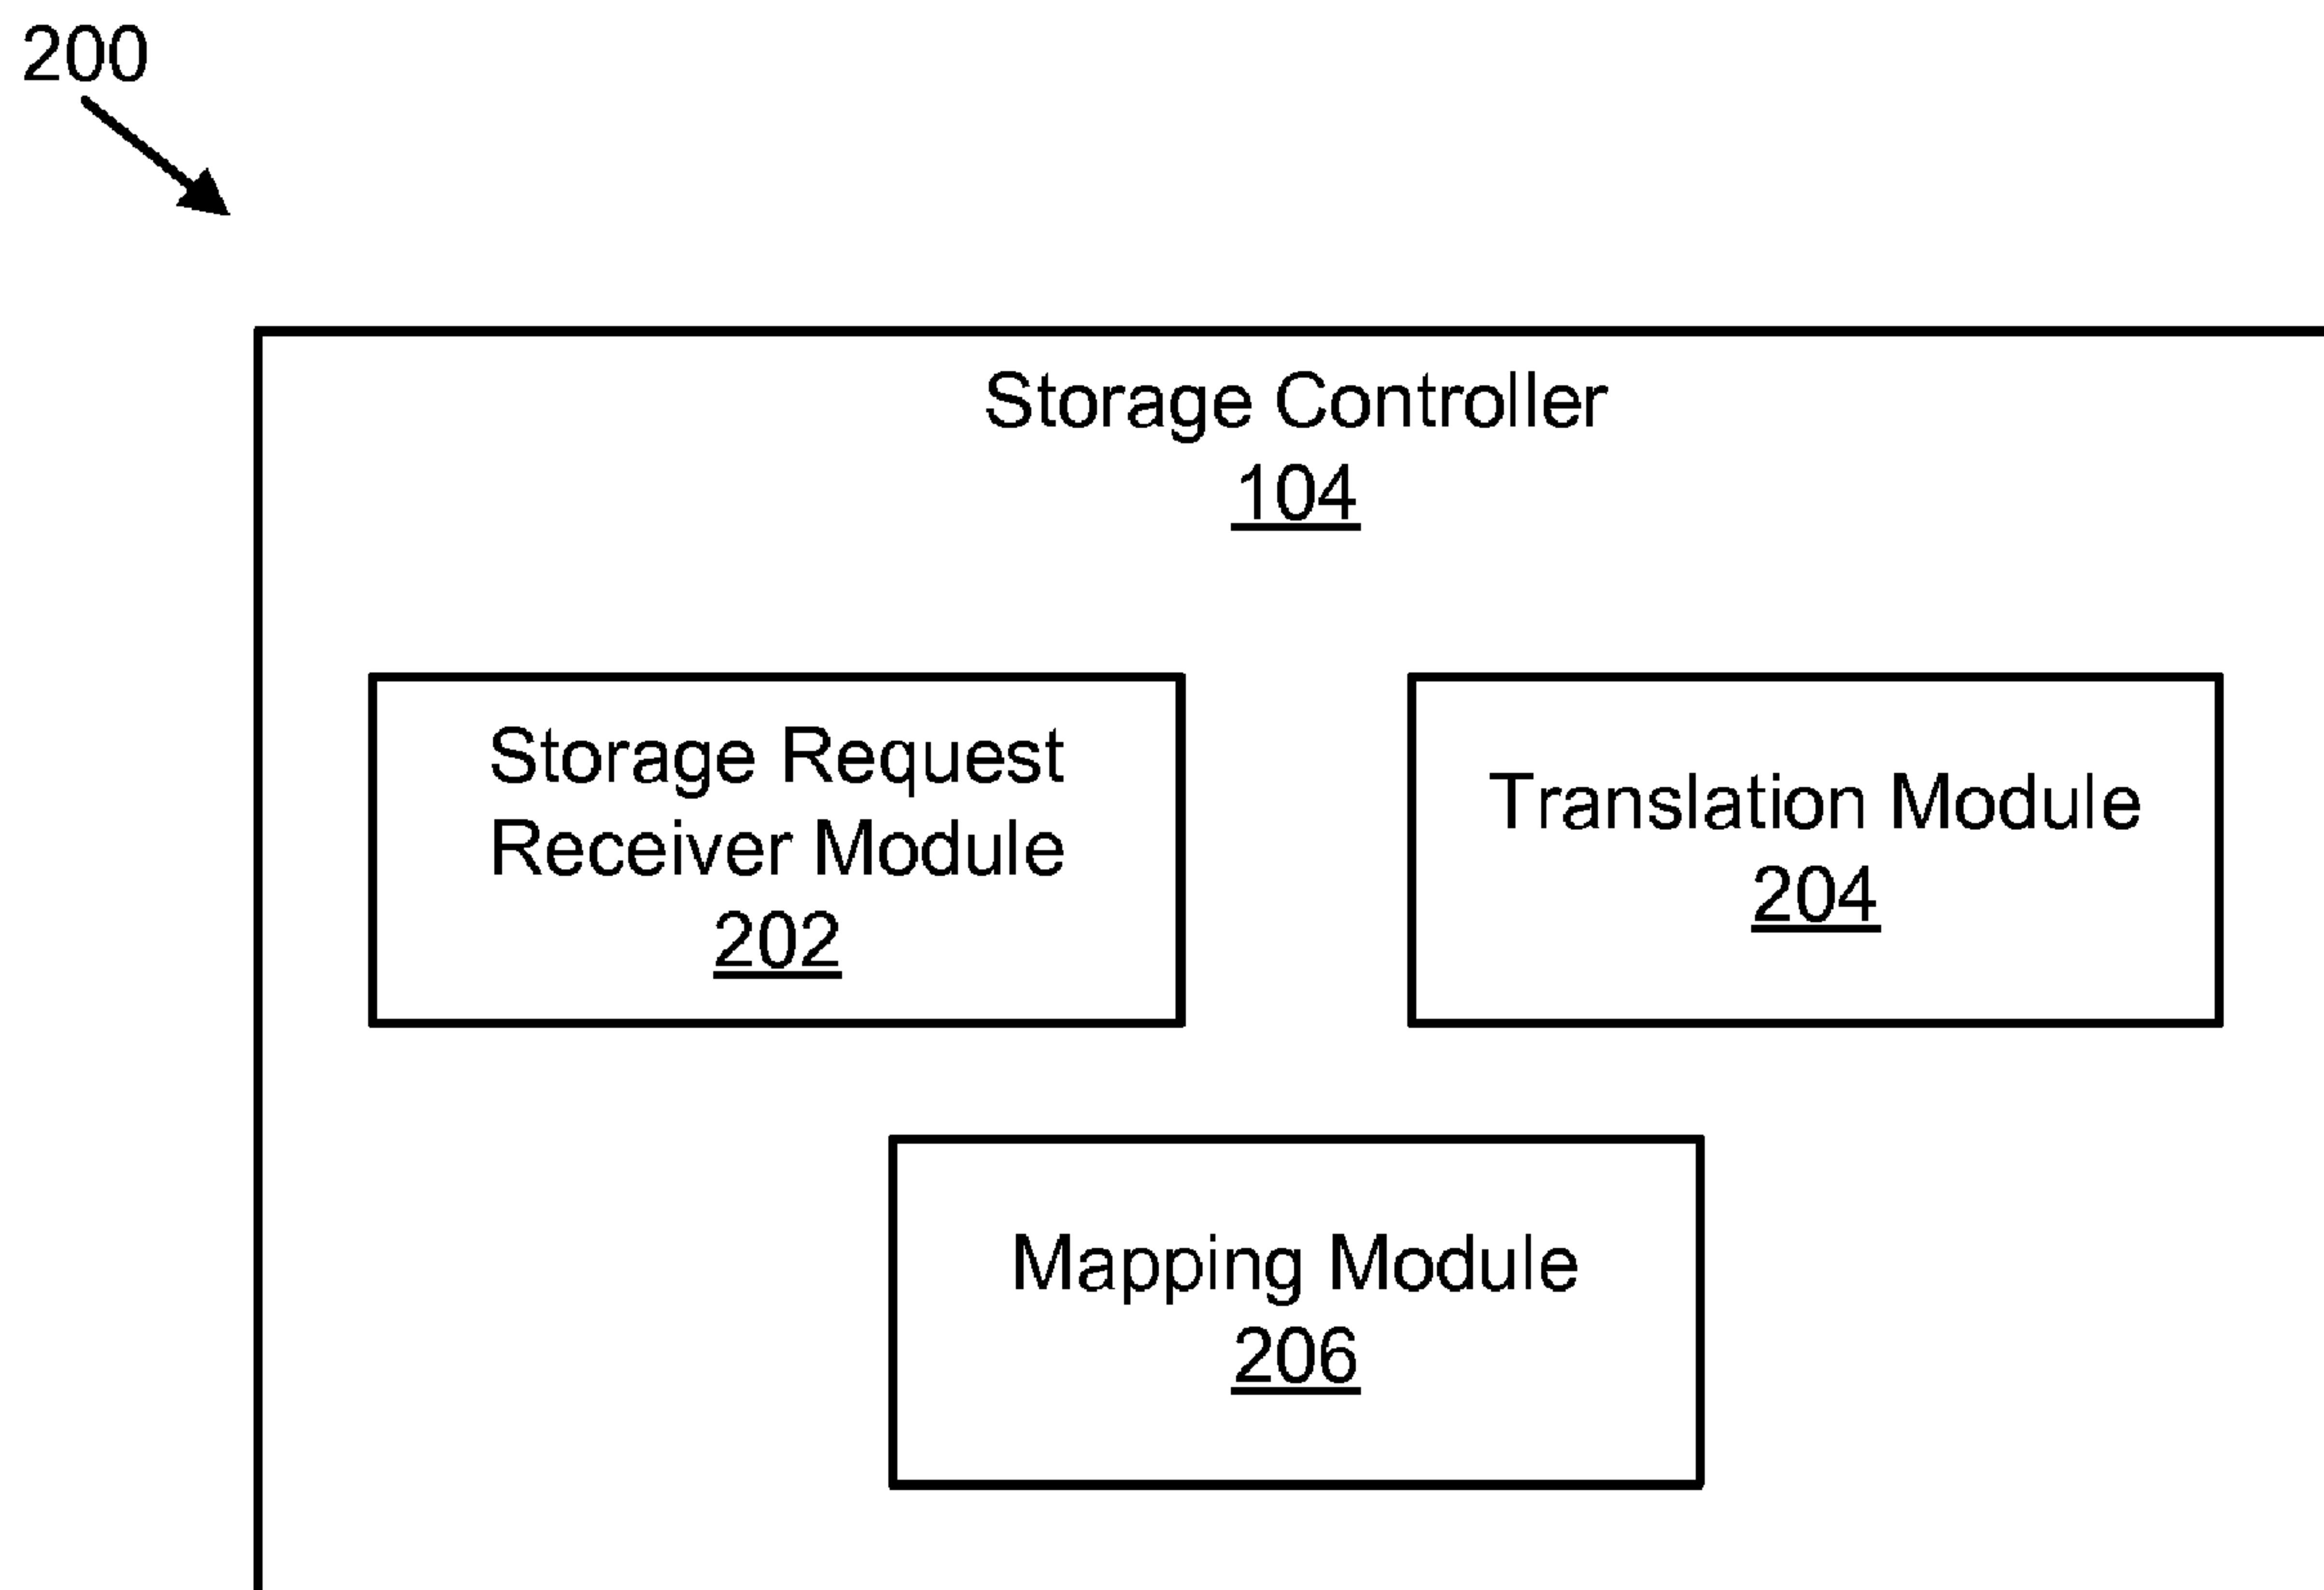 200
Storage Controller
104
Storage Request
Receiver Module
202
Translation Module
204
Mapping Module
206